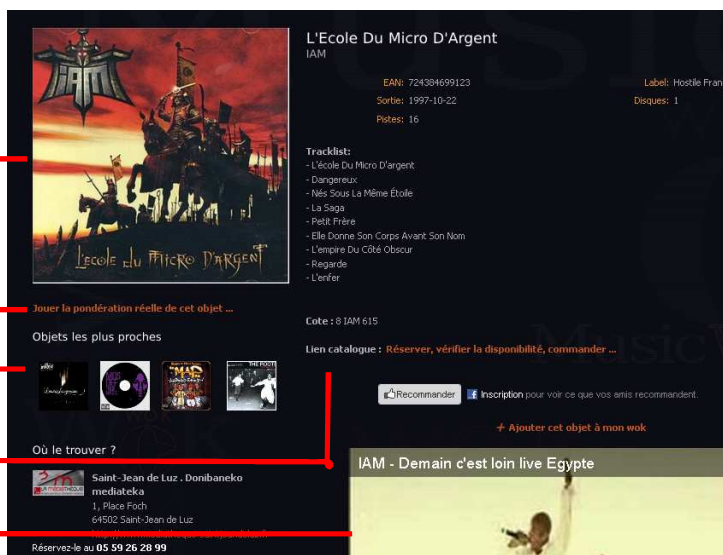 L'Ecole Du Micro D'Argent
IAM
EAN: 724384699123
Label: Hostile Fran
Sortie: 1997-10-22
Disques: 1
Pistes: 16
Tracklist:
- L'école Du Micro D'argent
- Dangereux
- Nés Sous La Même Étoile
- La Saga
- Petit Frère
- Elle Donne Son Corps Avant Son Nom
- L'empire Du Côté Obscur
- Regarde
- L'enfer
IAM
L'ECOLE DU MICRO D'ARGENT
Jouer la pondération réelle de cet objet ...
Cote : 8 IAM 615
Objets les plus proches
Lien catalogue : Réserver, vérifier la disponibilité, commander ...
Recommander
Inscription pour voir ce que vos amis recommandent.
+ Ajouter cet objet à mon wok
Où le trouver ?
Saint-Jean de Luz . Donibaneko
mediateka
1, Place Foch
64502 Saint-Jean de Luz
Réservez-le au 05 59 26 28 99
IAM - Demain c'est loin live Egypte